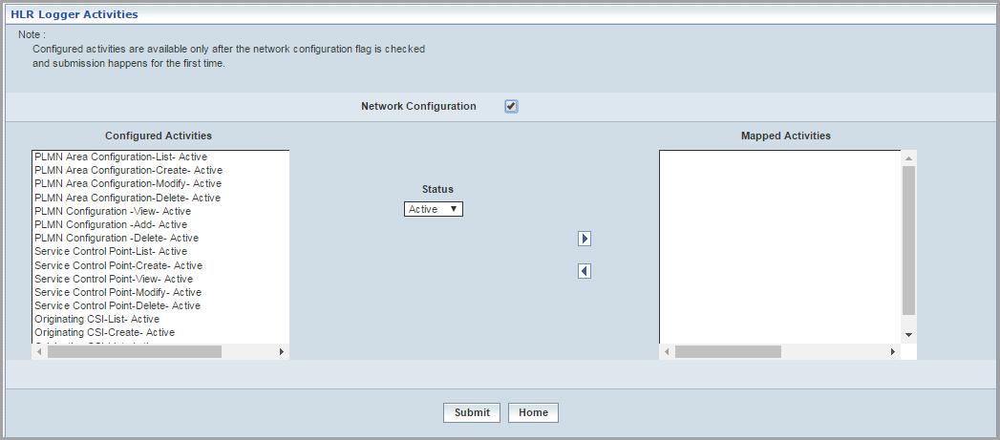 HLR Logger Activities
Note :
Configured activities are available only after the network configuration flag is checked
and submission happens for the first time.
Network Configuration
Configured Activities
Mapped Activities
PLMN Area Configuration-List- Active
PLMN Area Configuration-Create- Active
PLMN Area Configuration-Modify- Active
PLMN Area Configuration-Delete- Active
PLMN Configuration -View- Active
PLMN Configuration -Add- Active
PLMN Configuration -Delete- Active
Service Control Point-List- Active
Service Control Point-Create- Active
Service Control Point-View- Active
Service Control Point-Modify- Active
Service Control Point-Delete- Active
Originating CSI-List- Active
Originating CSI-Create- Active
Status
Active
Submit
Home